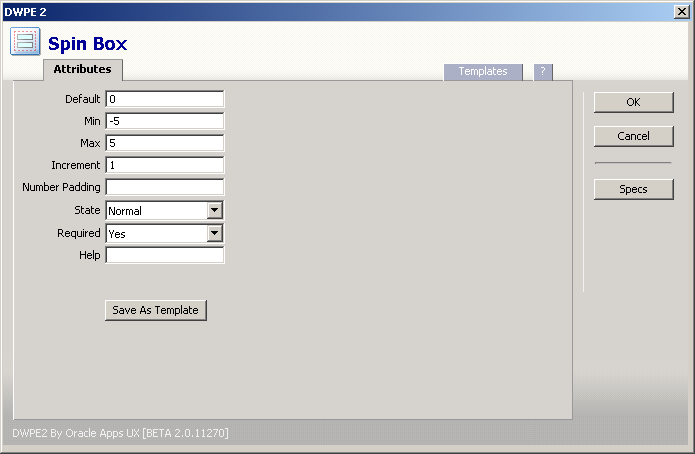 DWPE 2
Spin Box
Attributes
Templates ?
Default 0
Min -5
Max 5
Increment 1
Number Padding
State Normal
Required Yes
Help
Save As Template
OK
Cancel
Specs
DWPE2 By Oracle Apps UX [BETA 2.0.11270]